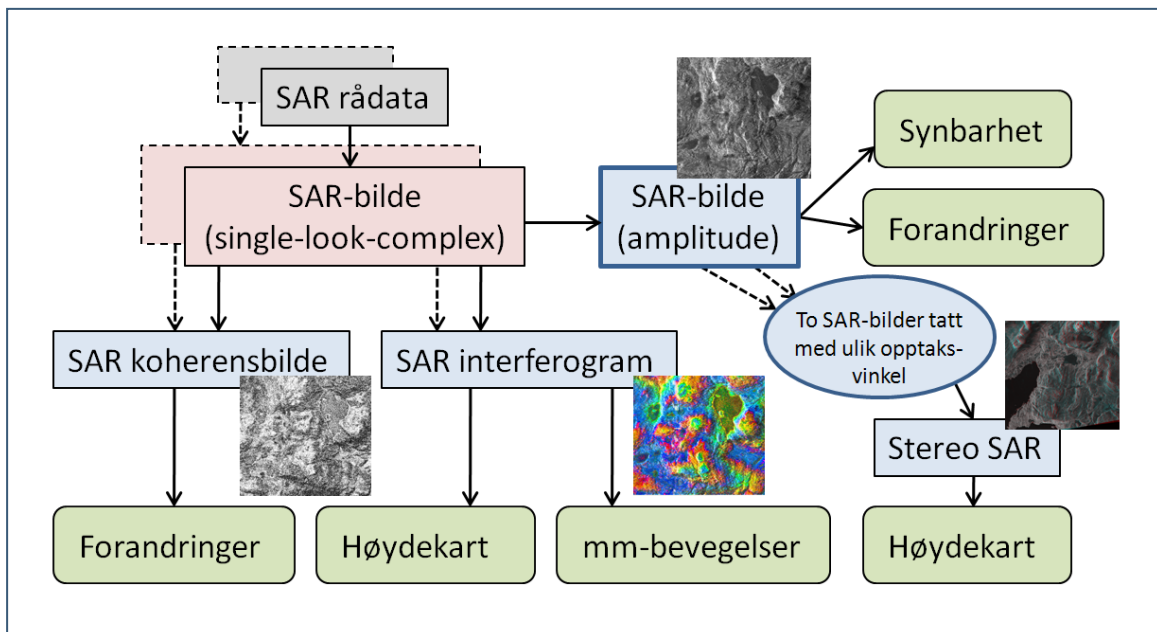 SAR rådata
SAR-bilde
(single-look-complex)
SAR-bilde
(amplitude)
Synbarhet
Forandringer
To SAR-bilder tatt
med ulik opptaks-
vinkel
SAR koherensbilde
SAR interferogram
Stereo SAR
Forandringer
Høydekart
mm-bevegelser
Høydekart